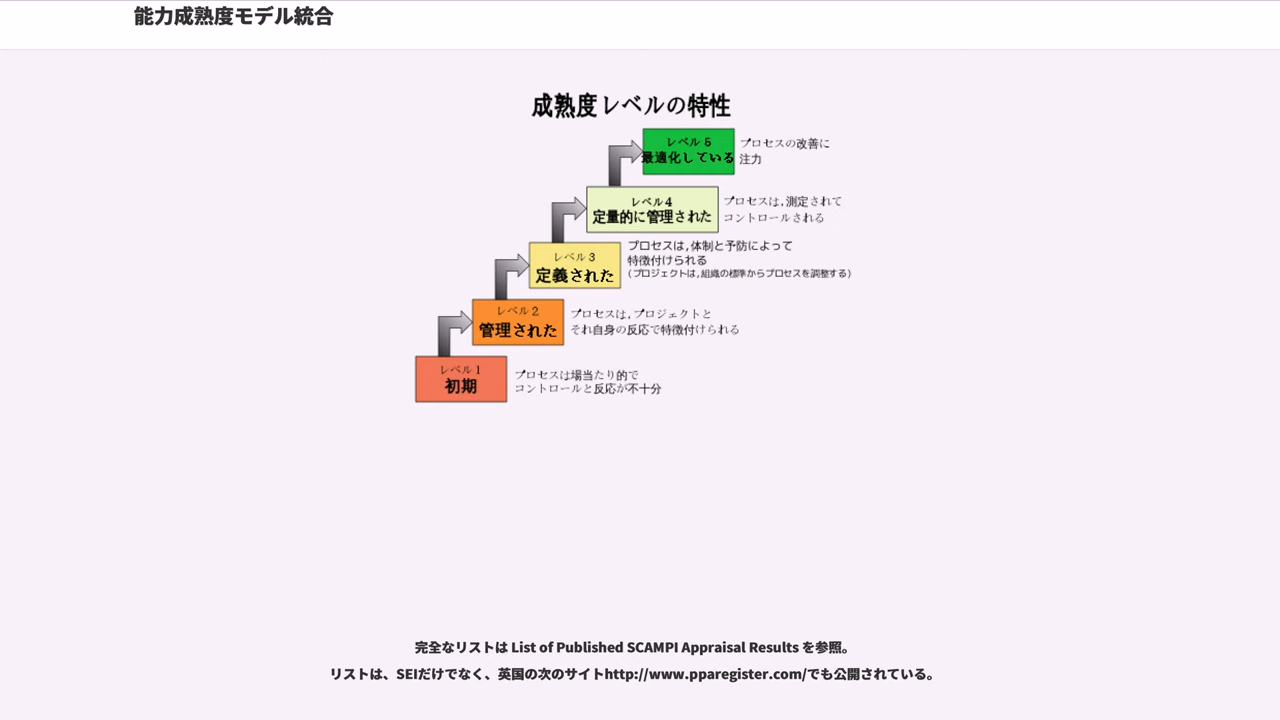 能力成熟度モデル統合
成熟度レベルの特性
レベル 5
最適化している
プロセスの改善に
注力
レベル 4
定量的に管理された
プロセスは,測定されて
コントロールされる
レベル 3
定義された
プロセスは,体制と予防によって
特徴付けられる
(プロジェクトは,組織の標準からプロセスを調整する)
レベル 2
管理された
プロセスは,プロジェクトと
それ自身の反応で特徴付けられる
レベル 1
初期
プロセスは場当たり的で
コントロールと反応が不十分
完全なリストは List of Published SCAMPI Appraisal Results を参照。
リストは、SEIだけでなく、英国の次のサイトhttp://www.pparegister.com/でも公開されている。